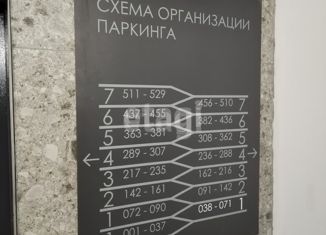 СХЕМА ОРГАНИЗАЦИИ
ПАРКИНГА
7 511 - 529 456 - 510 7
6 437 - 455 382 - 436 6
5 363 - 381 308 - 362 5
← 4 289 - 307 236 - 288 4 →
3 217 - 235 162 - 216 3
2 142 - 161 091 - 142 2
1 072 - 090 038 - 071 1
001 - 037
etagi